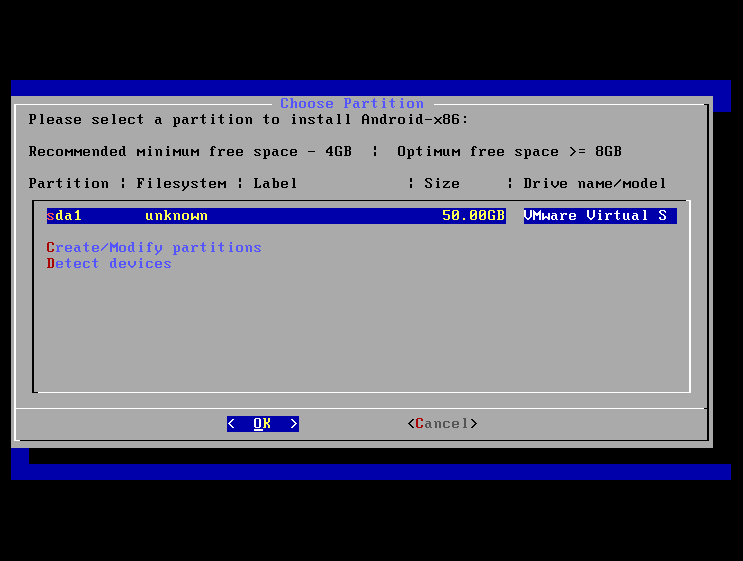 Choose Partition
Please select a partition to install Android-x86:
Recommended minimum free space - 4GB ¦ Optimum free space >= 8GB
Partition ¦ Filesystem ¦ Label ¦ Size ¦ Drive name/model
sda1 unknown 50.00GB VMware Virtual S
Create/Modify partitions
Detect devices
< OK > <Cancel>